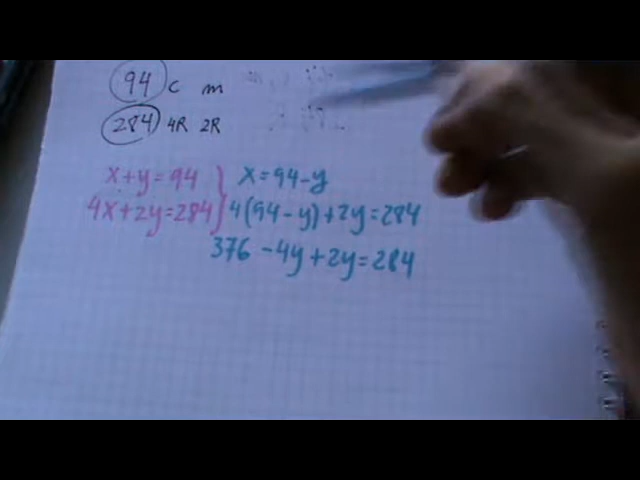 94 c m
284 4R 2R
x+y=94 } x=94-y
4x+2y=284 } 4(94-y)+2y=284
376-4y+2y=284